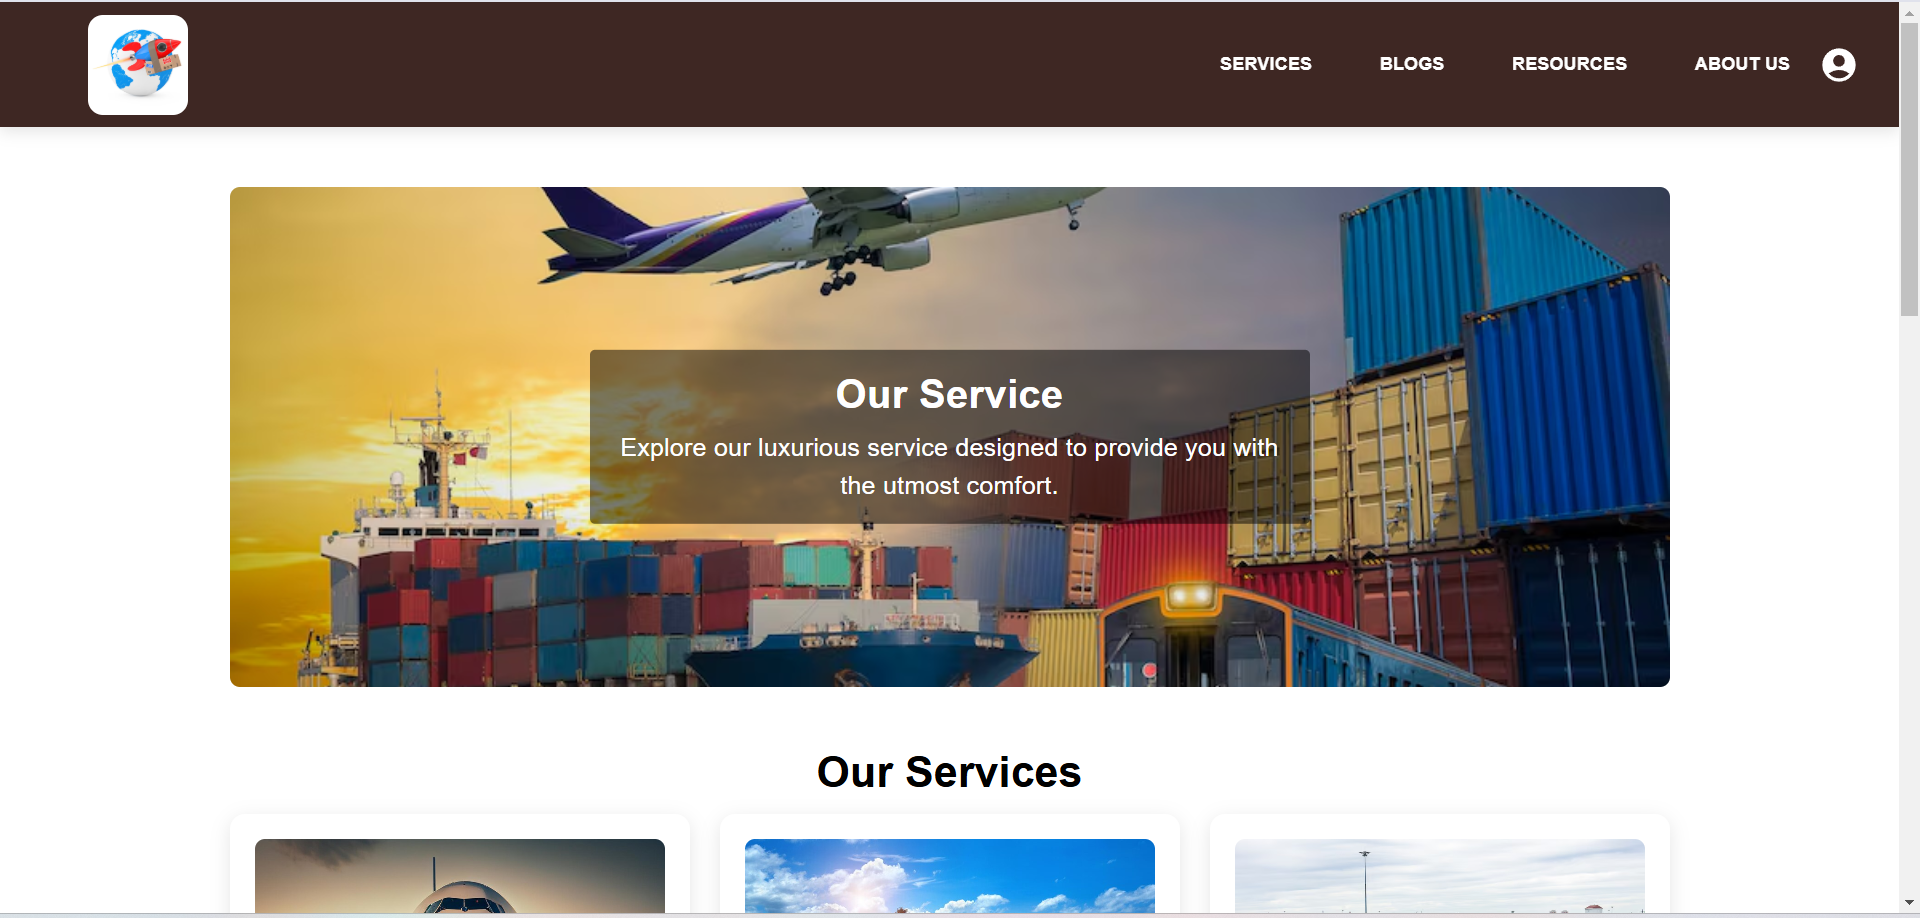 SERVICES
BLOGS
RESOURCES
ABOUT US
Our Service
Explore our luxurious service designed to provide you with
the utmost comfort.
Our Services